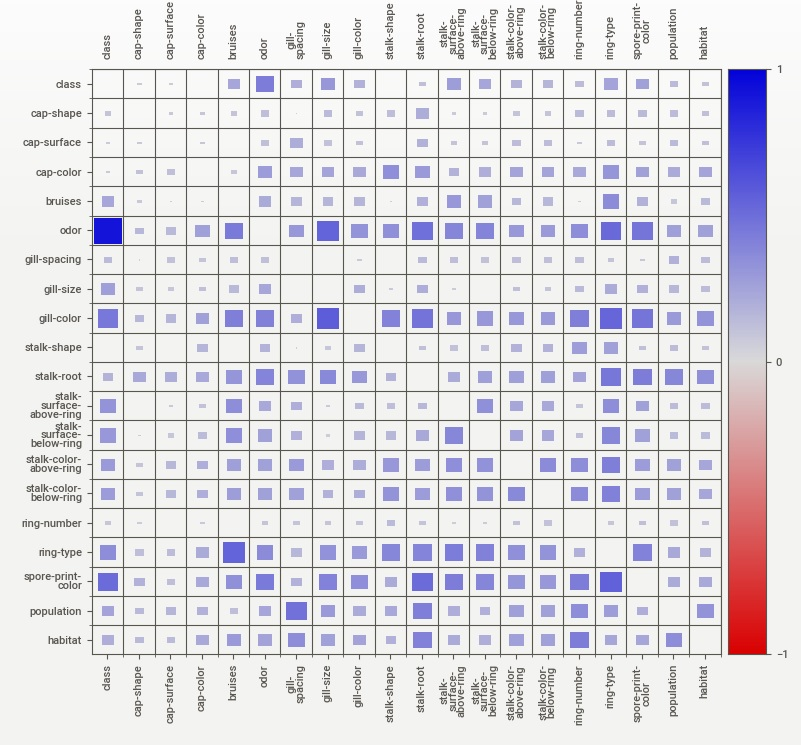 class
cap-shape
cap-surface
cap-color
bruises
odor
gill-
spacing
gill-size
gill-color
stalk-shape
stalk-root
stalk-
surface-
above-ring
stalk-
surface-
below-ring
stalk-color-
above-ring
stalk-color-
below-ring
ring-number
ring-type
spore-print-
color
population
habitat
class
cap-shape
cap-surface
cap-color
bruises
odor
gill-spacing
gill-size
gill-color
stalk-shape
stalk-root
stalk-
surface-
above-ring
stalk-
surface-
below-ring
stalk-color-
above-ring
stalk-color-
below-ring
ring-number
ring-type
spore-print-
color
population
habitat
1
0
-1
class
cap-shape
cap-surface
cap-color
bruises
odor
gill-
spacing
gill-size
gill-color
stalk-shape
stalk-root
stalk-
surface-
above-ring
stalk-
surface-
below-ring
stalk-color-
above-ring
stalk-color-
below-ring
ring-number
ring-type
spore-print-
color
population
habitat